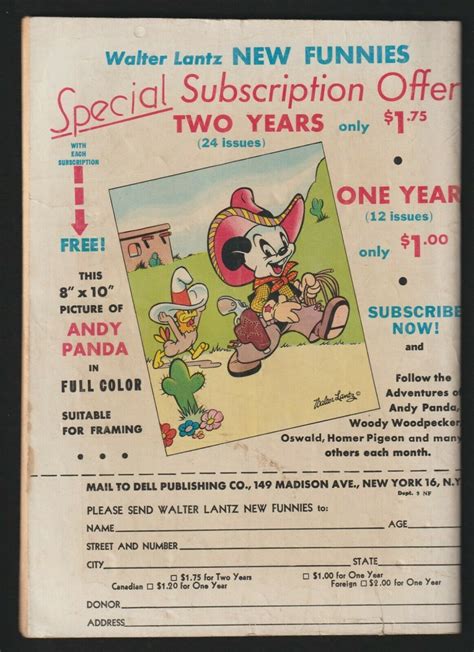 Walter Lantz NEW FUNNIES
Special Subscription Offer
TWO YEARS only $1.75
(24 issues)
WITH
EACH
SUBSCRIPTION
FREE!
THIS
8" x 10"
PICTURE OF
ANDY
PANDA
IN
FULL COLOR
SUITABLE
FOR FRAMING
ONE YEAR
(12 issues)
only $1.00
SUBSCRIBE
NOW!
and
Follow the
Adventures of
Andy Panda,
Woody Woodpecker
Oswald, Homer Pigeon and many
others each month.
Walter Lantz ©
MAIL TO DELL PUBLISHING CO., 149 MADISON AVE., NEW YORK 16, N.Y.
Dept. 5 NF
PLEASE SEND WALTER LANTZ NEW FUNNIES to:
NAME AGE
STREET AND NUMBER
CITY STATE
□ $1.75 for Two Years □ $1.00 for One Year
Canadian □ $1.20 for One Year Foreign □ $2.00 for One Year
DONOR
ADDRESS